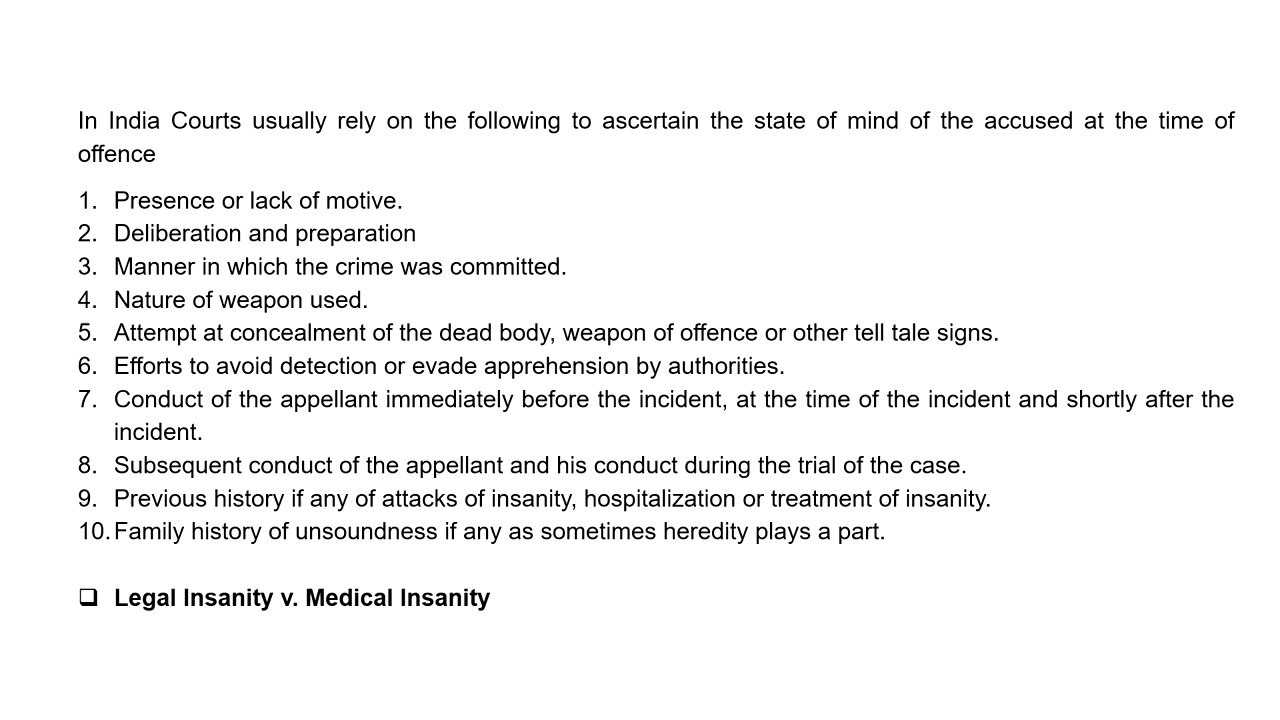 In India Courts usually rely on the following to ascertain the state of mind of the accused at the time of
offence
1. Presence or lack of motive.
2. Deliberation and preparation
3. Manner in which the crime was committed.
4. Nature of weapon used.
5. Attempt at concealment of the dead body, weapon of offence or other tell tale signs.
6. Efforts to avoid detection or evade apprehension by authorities.
7. Conduct of the appellant immediately before the incident, at the time of the incident and shortly after the
incident.
8. Subsequent conduct of the appellant and his conduct during the trial of the case.
9. Previous history if any of attacks of insanity, hospitalization or treatment of insanity.
10. Family history of unsoundness if any as sometimes heredity plays a part.
❑ Legal Insanity v. Medical Insanity